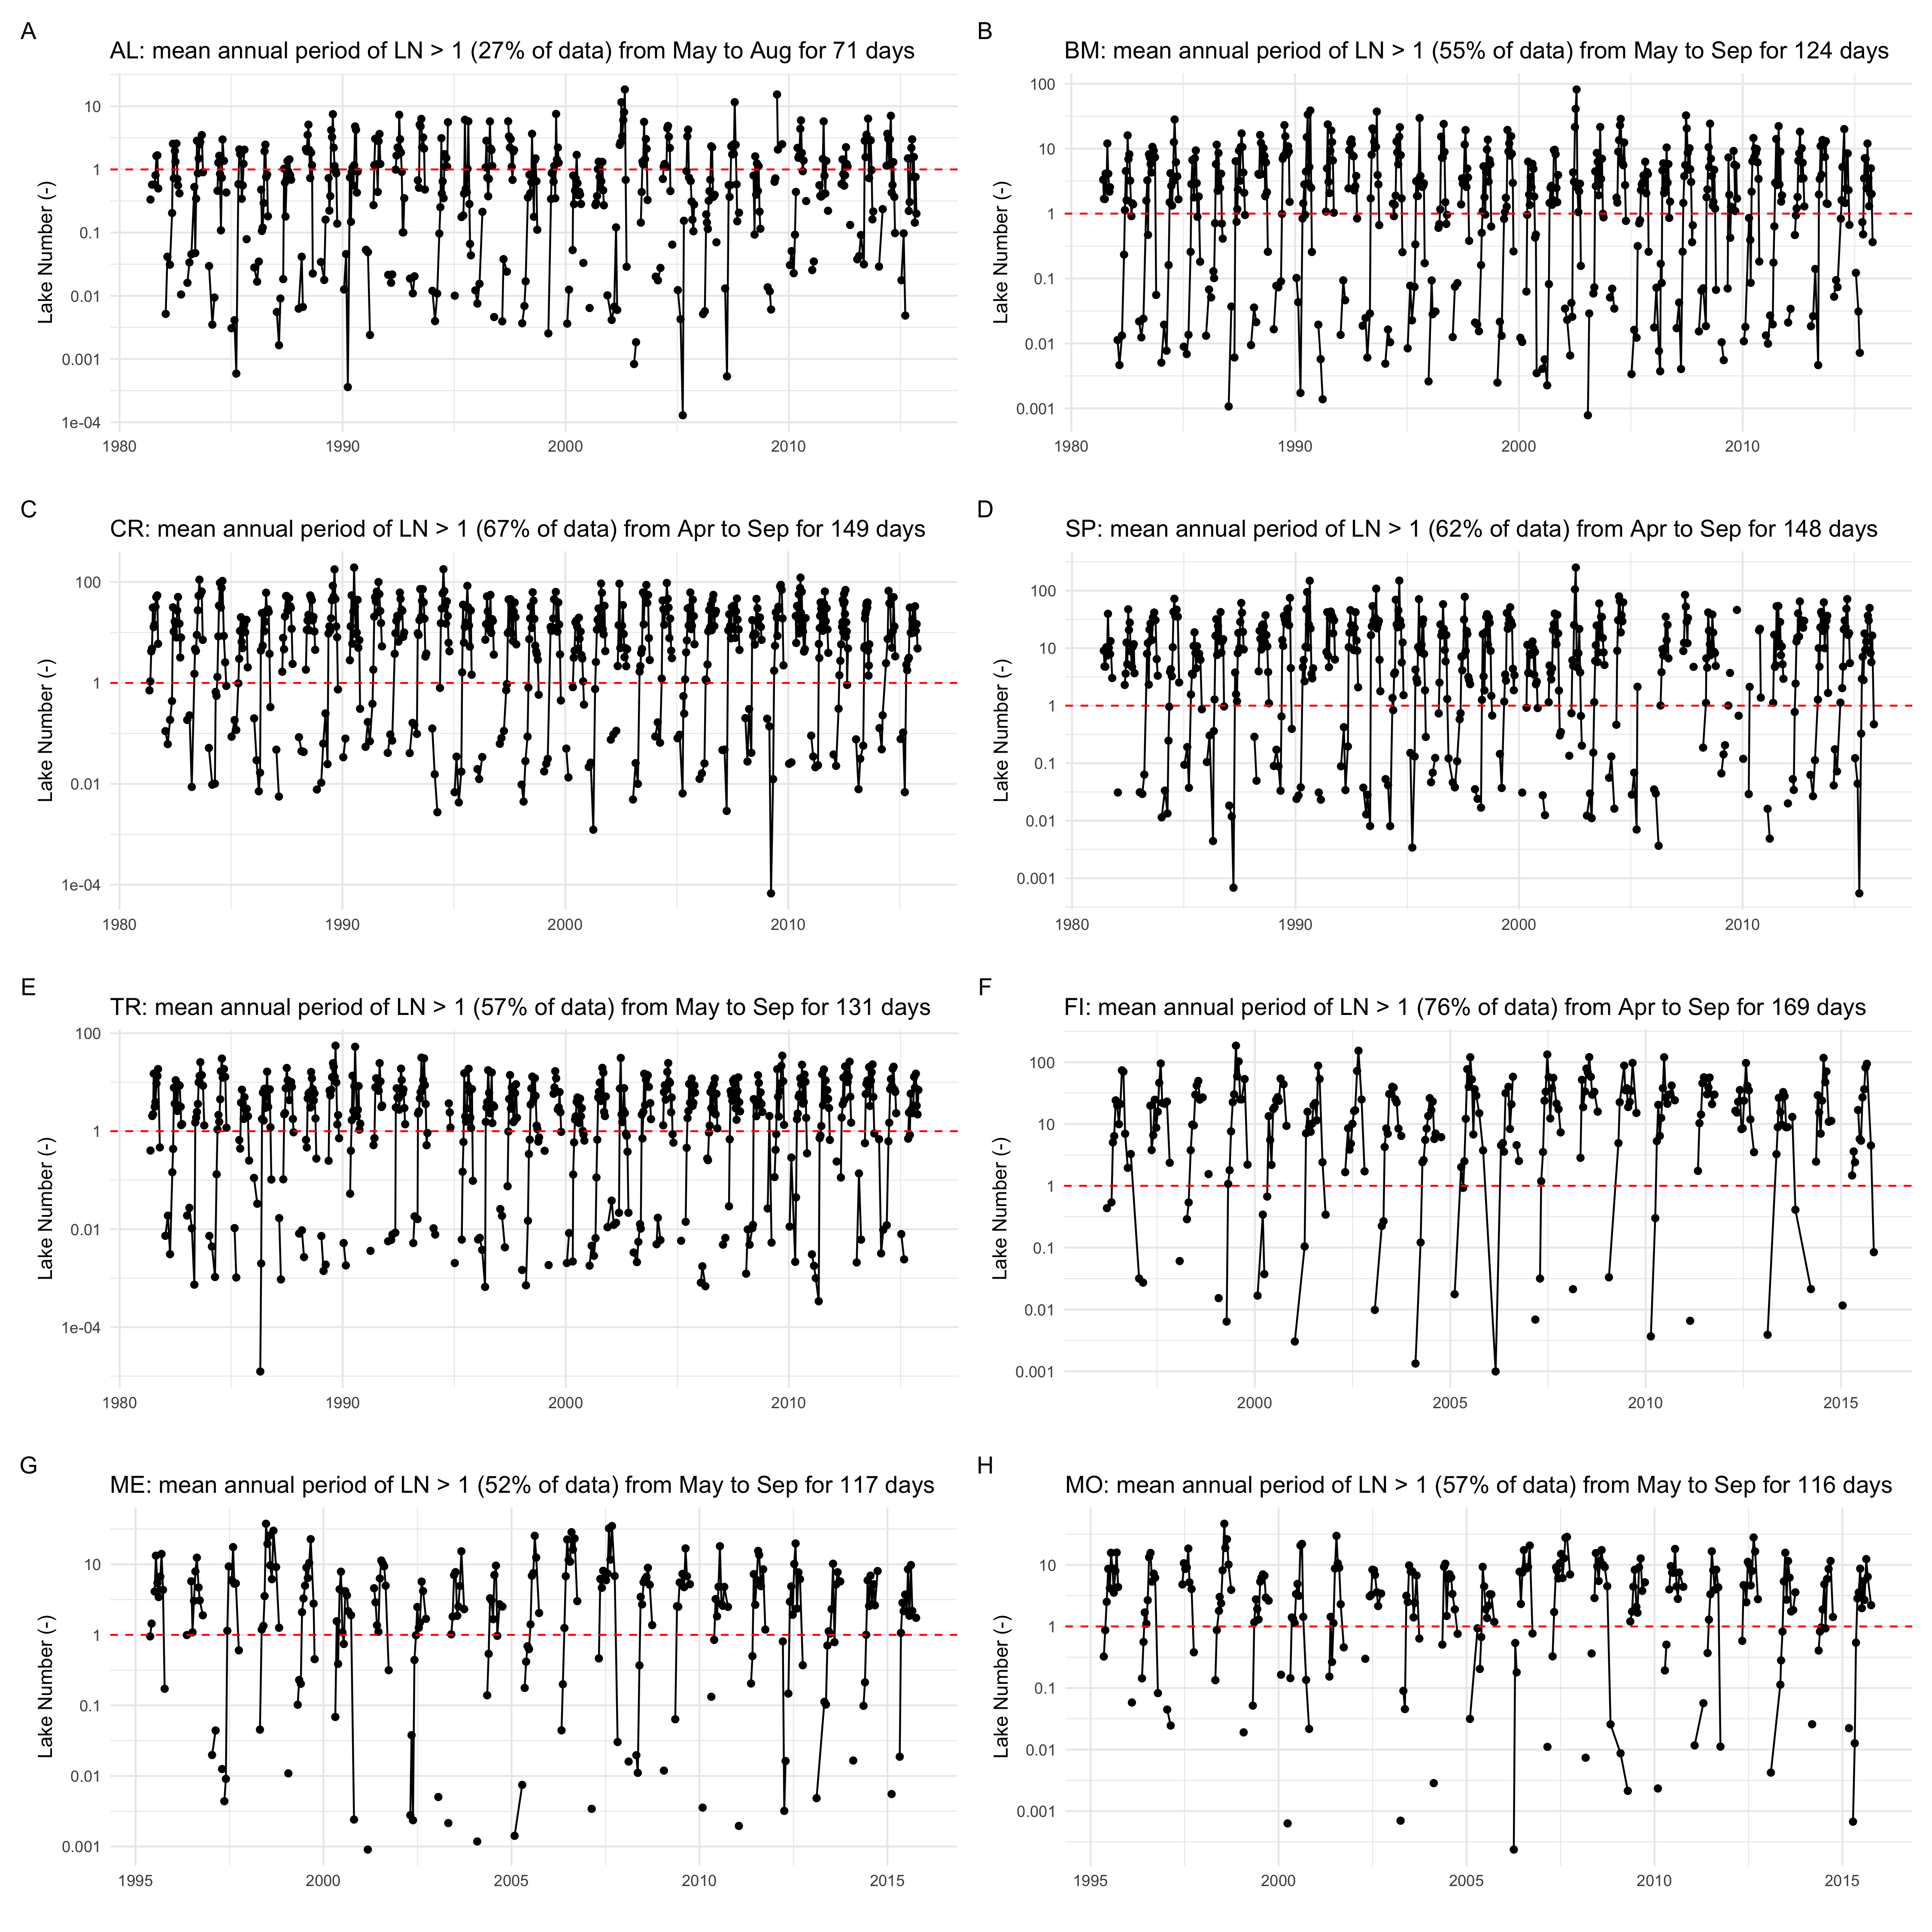 A
AL: mean annual period of LN > 1 (27% of data) from May to Aug for 71 days
Lake Number (-)
10
1
0.1
0.01
0.001
1e-04
1980
1990
2000
2010
B
BM: mean annual period of LN > 1 (55% of data) from May to Sep for 124 days
Lake Number (-)
100
10
1
0.1
0.01
0.001
1980
1990
2000
2010
C
CR: mean annual period of LN > 1 (67% of data) from Apr to Sep for 149 days
Lake Number (-)
100
1
0.01
1e-04
1980
1990
2000
2010
D
SP: mean annual period of LN > 1 (62% of data) from Apr to Sep for 148 days
Lake Number (-)
100
10
1
0.1
0.01
0.001
1980
1990
2000
2010
E
TR: mean annual period of LN > 1 (57% of data) from May to Sep for 131 days
Lake Number (-)
100
1
0.01
1e-04
1980
1990
2000
2010
F
FI: mean annual period of LN > 1 (76% of data) from Apr to Sep for 169 days
Lake Number (-)
100
10
1
0.1
0.01
0.001
2000
2005
2010
2015
G
ME: mean annual period of LN > 1 (52% of data) from May to Sep for 117 days
Lake Number (-)
10
1
0.1
0.01
0.001
1995
2000
2005
2010
2015
H
MO: mean annual period of LN > 1 (57% of data) from May to Sep for 116 days
Lake Number (-)
10
1
0.1
0.01
0.001
1995
2000
2005
2010
2015